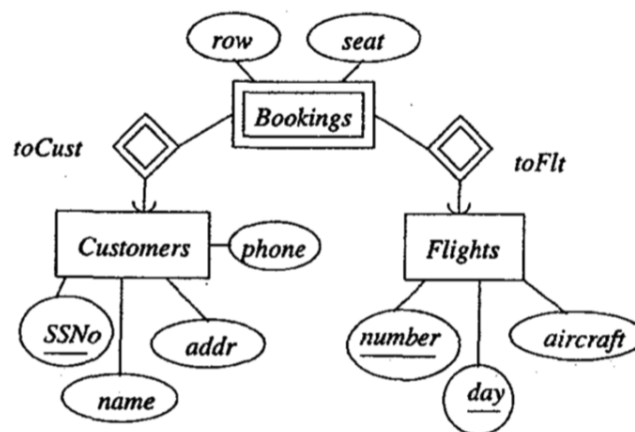 row
seat
Bookings
toCust
toFlt
Customers
phone
Flights
SSNo
addr
number
aircraft
name
day